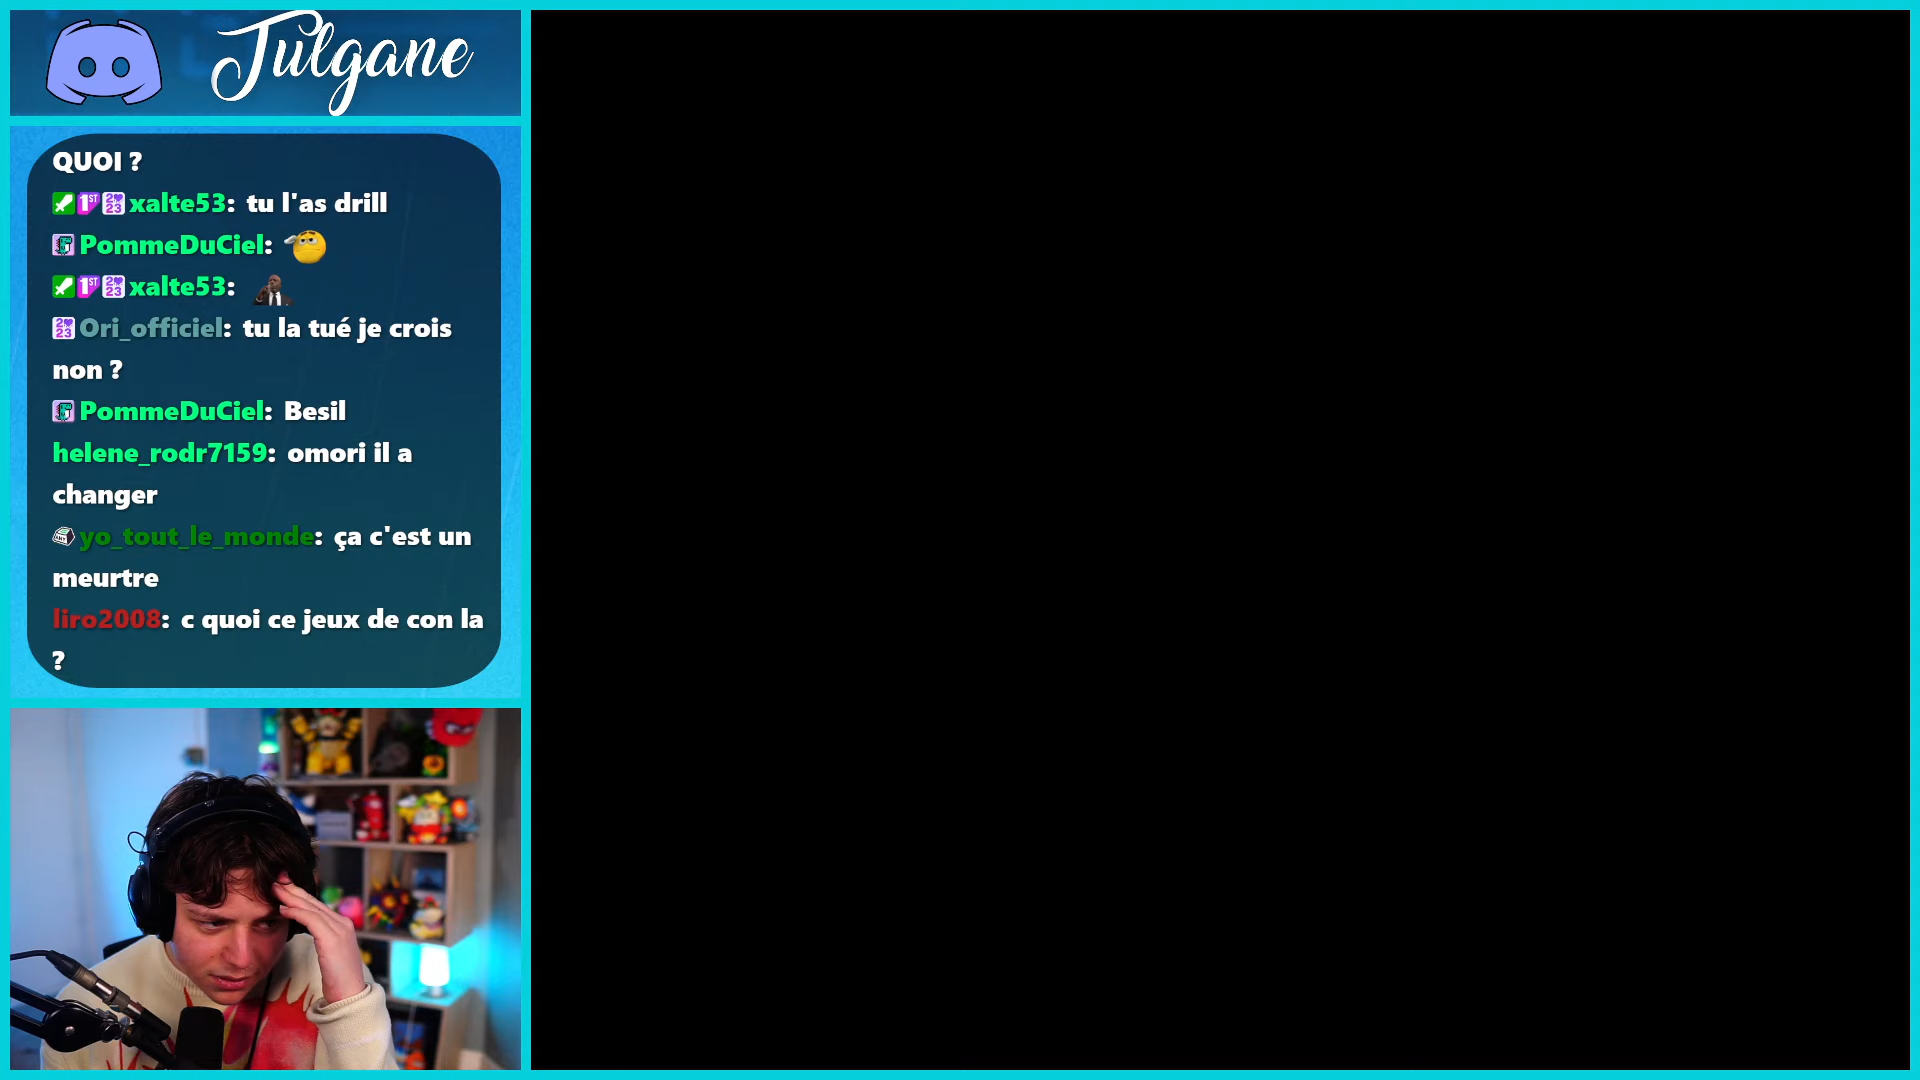 Julgane
QUOI ?
xalte53: tu l'as drill
PommeDuCiel:
xalte53:
Ori_officiel: tu la tué je crois
non ?
PommeDuCiel: Besil
helene_rodr7159: omori il a
changer
yo_tout_le_monde: ça c'est un
meurtre
liro2008: c quoi ce jeux de con la
?